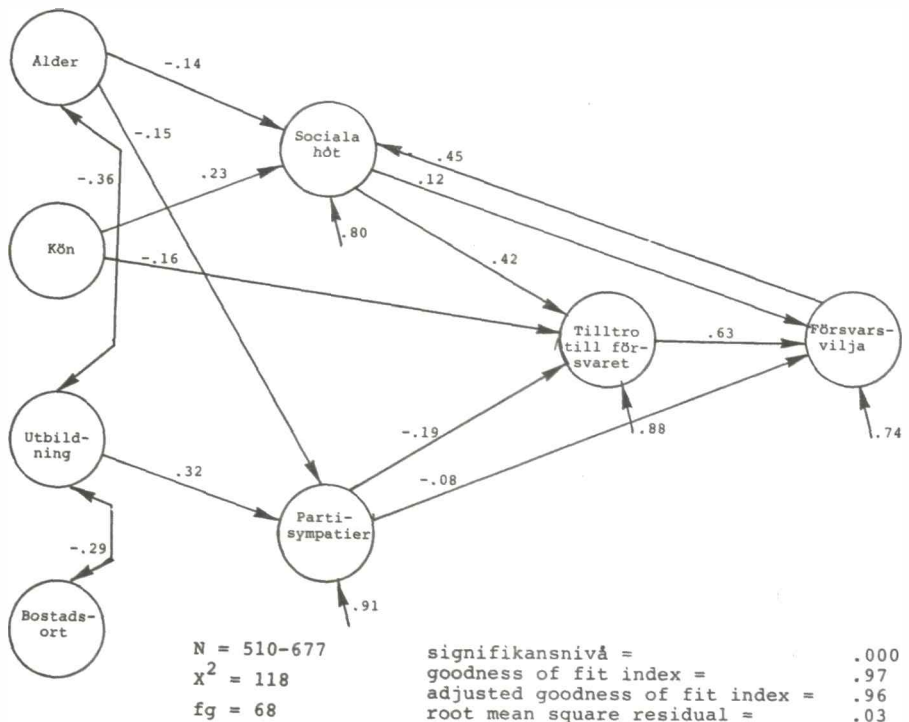 Ålder
-.14
-.15
Sociala
hot
.45
.12
-.36
.23
.80
Kön
-.16
.42
Tilltro
till för-
svaret
.63
Försvars-
vilja
.88
.74
Utbild-
ning
.32
-.19
-.08
Parti-
sympatier
.91
-.29
Bostads-
ort
N = 510-677
X² = 118
fg = 68
signifikansnivå = .000
goodness of fit index = .97
adjusted goodness of fit index = .96
root mean square residual = .03